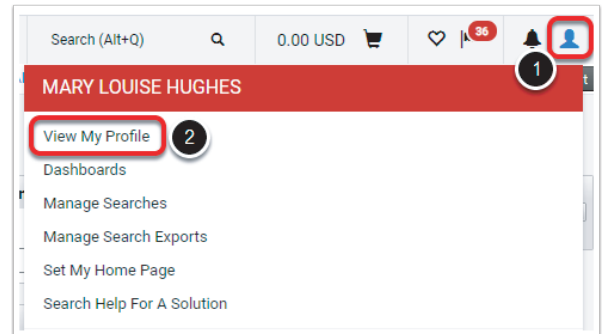 Search (Alt+Q) 0.00 USD 36
1
MARY LOUISE HUGHES
View My Profile 2
Dashboards
Manage Searches
Manage Search Exports
Set My Home Page
Search Help For A Solution